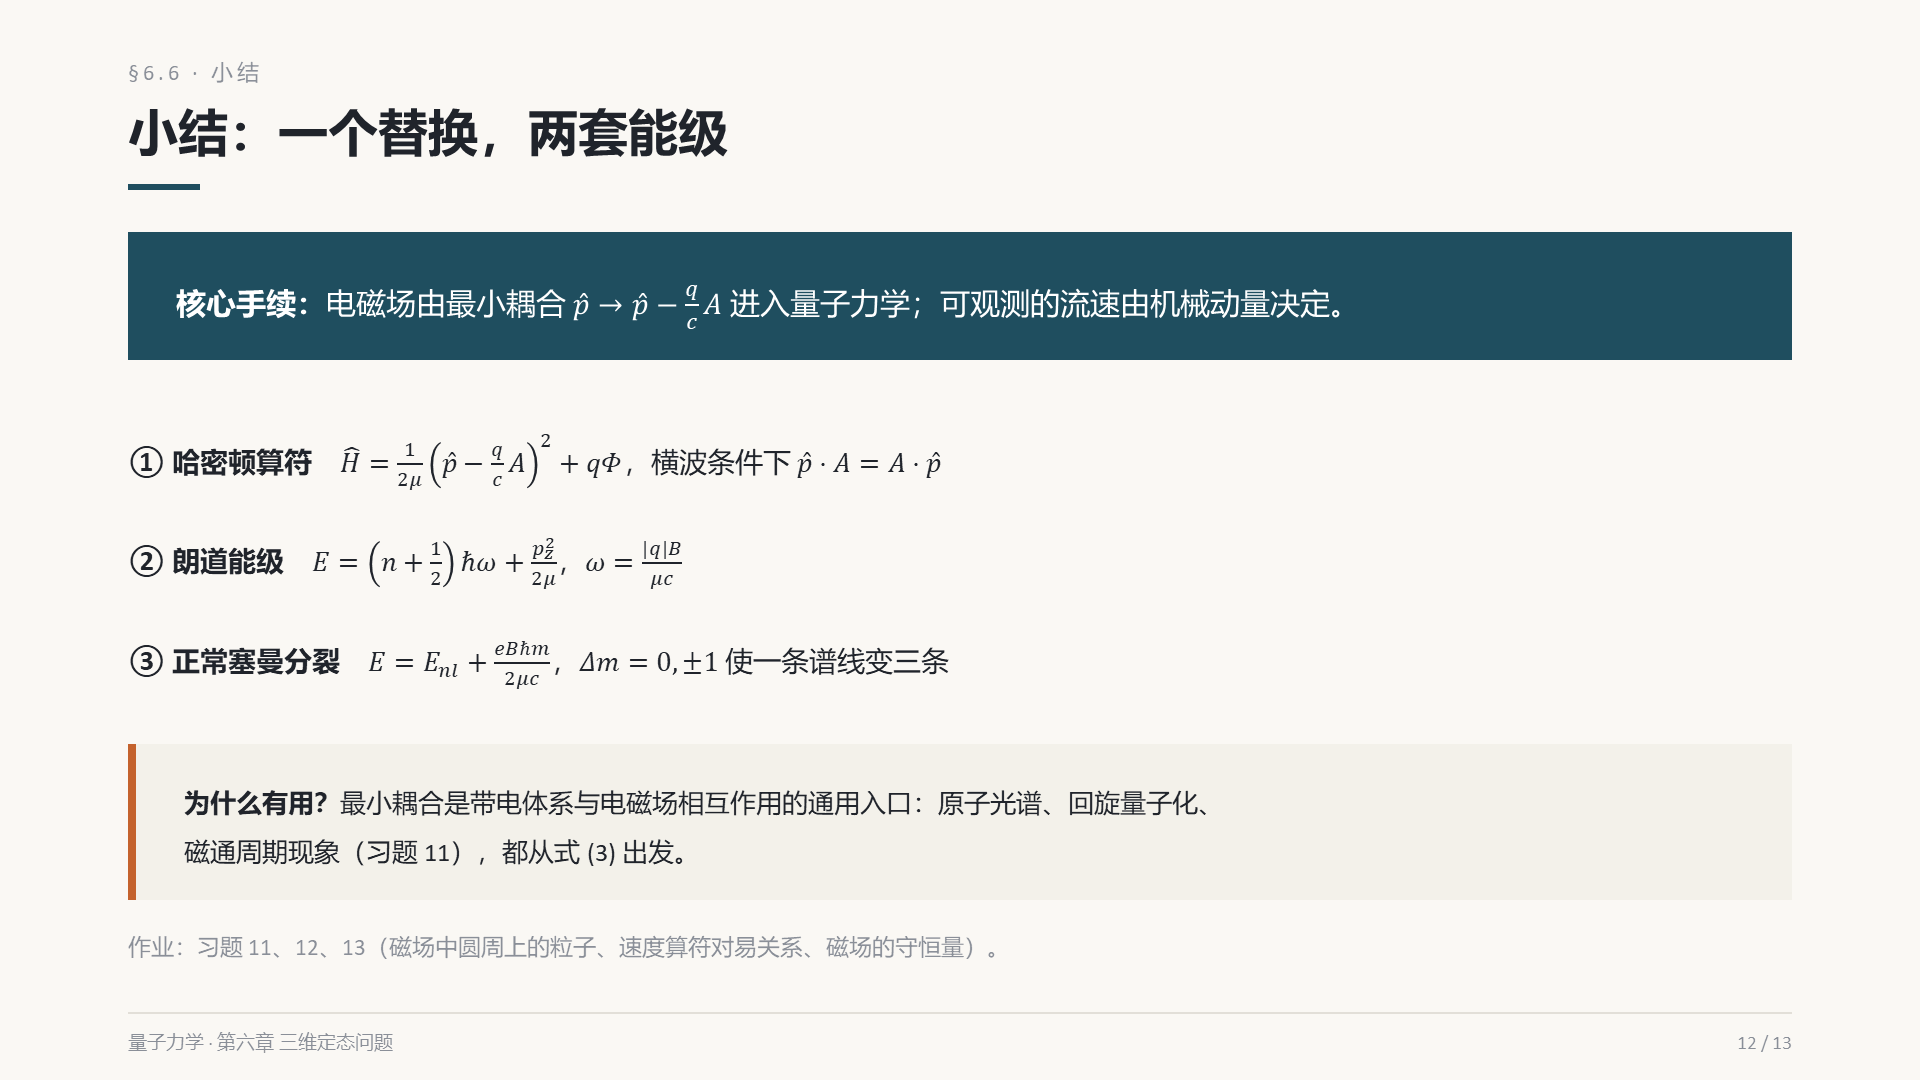 §6.6 · 小结
小结：一个替换，两套能级
核心手续：电磁场由最小耦合 p̂ → p̂ − q/c A 进入量子力学；可观测的流速由机械动量决定。
① 哈密顿算符 Ĥ = 1/2μ (p̂ − q/c A)² + qΦ，横波条件下 p̂ · A = A · p̂
② 朗道能级 E = (n + 1/2) ħω + p_z²/2μ，ω = |q|B/μc
③ 正常塞曼分裂 E = E_nl + eBħm/2μc，Δm = 0, ±1 使一条谱线变三条
为什么有用？最小耦合是带电体系与电磁场相互作用的通用入口：原子光谱、回旋量子化、
磁通周期现象（习题 11），都从式 (3) 出发。
作业：习题 11、12、13（磁场中圆周上的粒子、速度算符对易关系、磁场的守恒量）。
量子力学 · 第六章 三维定态问题
12 / 13